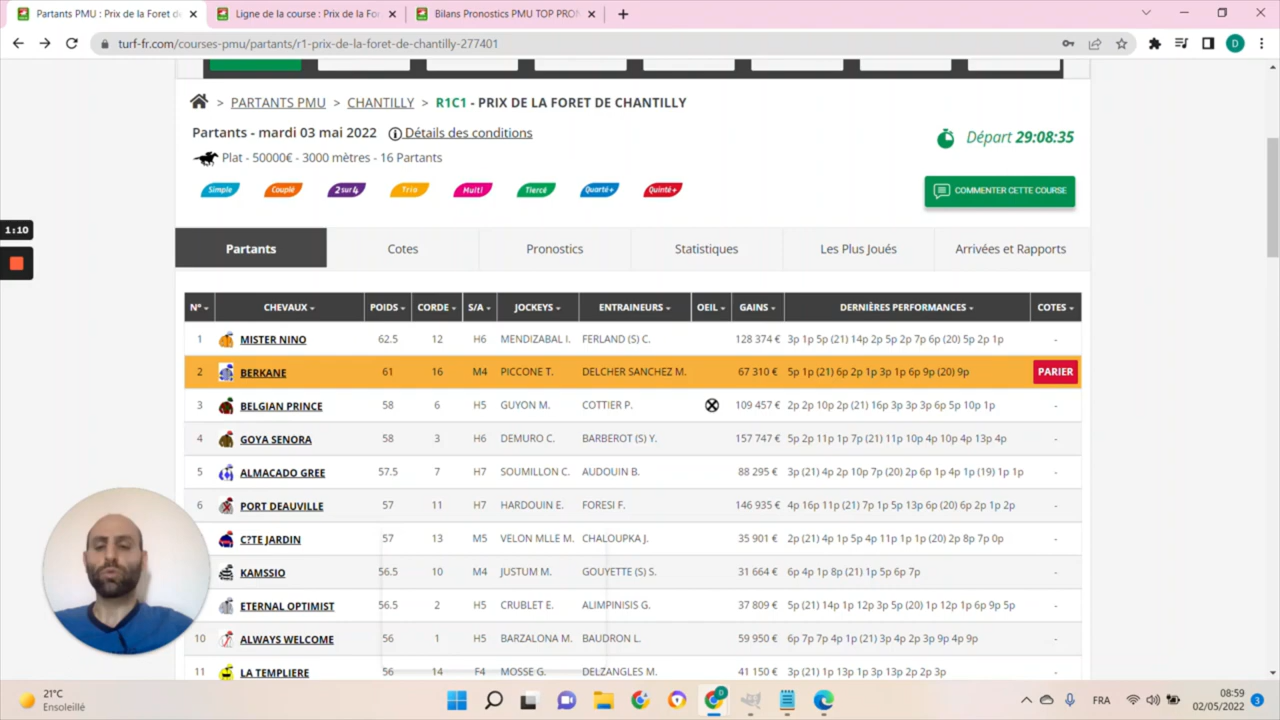 Partants PMU : Prix de la Foret de
Ligne de la course : Prix de la For
Bilans Pronostics PMU TOP PRON
turf-fr.com/courses-pmu/partants/r1-prix-de-la-foret-de-chantilly-277401
D
> PARTANTS PMU > CHANTILLY > R1C1 - PRIX DE LA FORET DE CHANTILLY
Partants - mardi 03 mai 2022 Détails des conditions
Départ 29:08:35
Plat - 50000€ - 3000 mètres - 16 Partants
Simple Couplé 2 sur 4 Trio Multi Tiercé Quarté+ Quinté+
COMMENTER CETTE COURSE
1:10
Partants Cotes Pronostics Statistiques Les Plus Joués Arrivées et Rapports
N° CHEVAUX POIDS CORDE S/A JOCKEYS ENTRAINEURS OEIL GAINS DERNIÈRES PERFORMANCES COTES
1 MISTER NINO 62.5 12 H6 MENDIZABAL I. FERLAND (S) C. 128 374 € 3p 1p 5p (21) 14p 2p 5p 2p 7p 6p (20) 5p 2p 1p -
2 BERKANE 61 16 M4 PICCONE T. DELCHER SANCHEZ M. 67 310 € 5p 1p (21) 6p 2p 1p 3p 1p 6p 9p (20) 9p PARIER
3 BELGIAN PRINCE 58 6 H5 GUYON M. COTTIER P. 109 457 € 2p 2p 10p 2p (21) 16p 3p 3p 3p 6p 5p 10p 1p -
4 GOYA SENORA 58 3 H6 DEMURO C. BARBEROT (S) Y. 157 747 € 5p 2p 11p 1p 7p (21) 11p 10p 4p 10p 4p 13p 4p -
5 ALMACADO GREE 57.5 7 H7 SOUMILLON C. AUDOUIN B. 88 295 € 3p (21) 4p 2p 10p 7p (20) 2p 6p 1p 4p 1p (19) 1p 1p -
6 PORT DEAUVILLE 57 11 H7 HARDOUIN E. FORESI F. 146 935 € 4p 16p 11p (21) 7p 1p 5p 13p 6p (20) 6p 2p 1p 2p -
C?TE JARDIN 57 13 M5 VELON MLLE M. CHALOUPKA J. 35 901 € 2p (21) 4p 1p 5p 4p 11p 1p 1p (20) 2p 8p 7p 0p -
KAMSSIO 56.5 10 M4 JUSTUM M. GOUYETTE (S) S. 31 664 € 6p 4p 1p 8p (21) 1p 5p 6p 7p -
ETERNAL OPTIMIST 56.5 2 H5 CRUBLET E. ALIMPINISIS G. 37 809 € 5p (21) 14p 1p 12p 3p 5p (20) 1p 12p 1p 6p 9p 5p -
10 ALWAYS WELCOME 56 1 H5 BARZALONA M. BAUDRON L. 59 950 € 6p 7p 7p 4p 1p (21) 3p 4p 2p 3p 9p 4p 9p -
11 LA TEMPLIERE 56 14 F4 MOSSE G. DELZANGLES M. 41 150 € 3p (21) 1p 13p 1p 3p 13p 2p 2p 3p -
21°C
Ensoleillé
D
FRA
08:59
02/05/2022
3